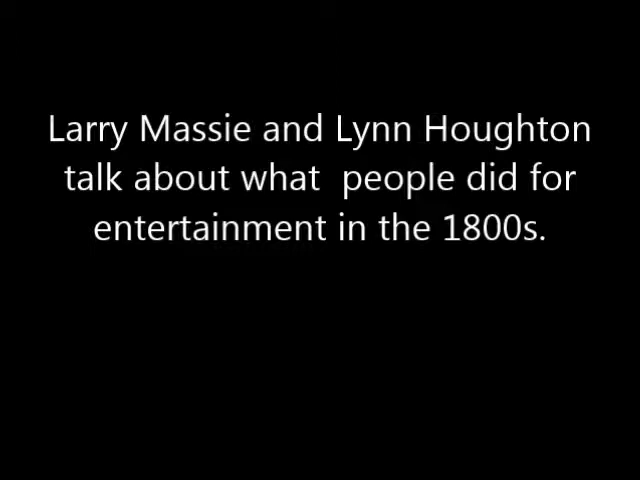 Larry Massie and Lynn Houghton
talk about what  people did for
entertainment in the 1800s.